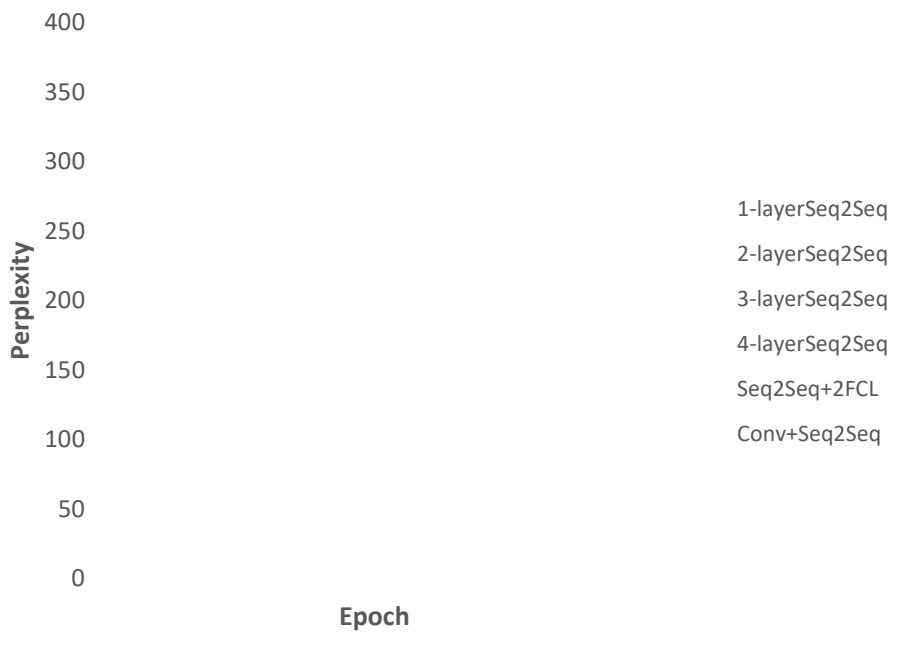 400
350
300
250
200
150
100
50
0
Perplexity
Epoch
1-layerSeq2Seq
2-layerSeq2Seq
3-layerSeq2Seq
4-layerSeq2Seq
Seq2Seq+2FCL
Conv+Seq2Seq